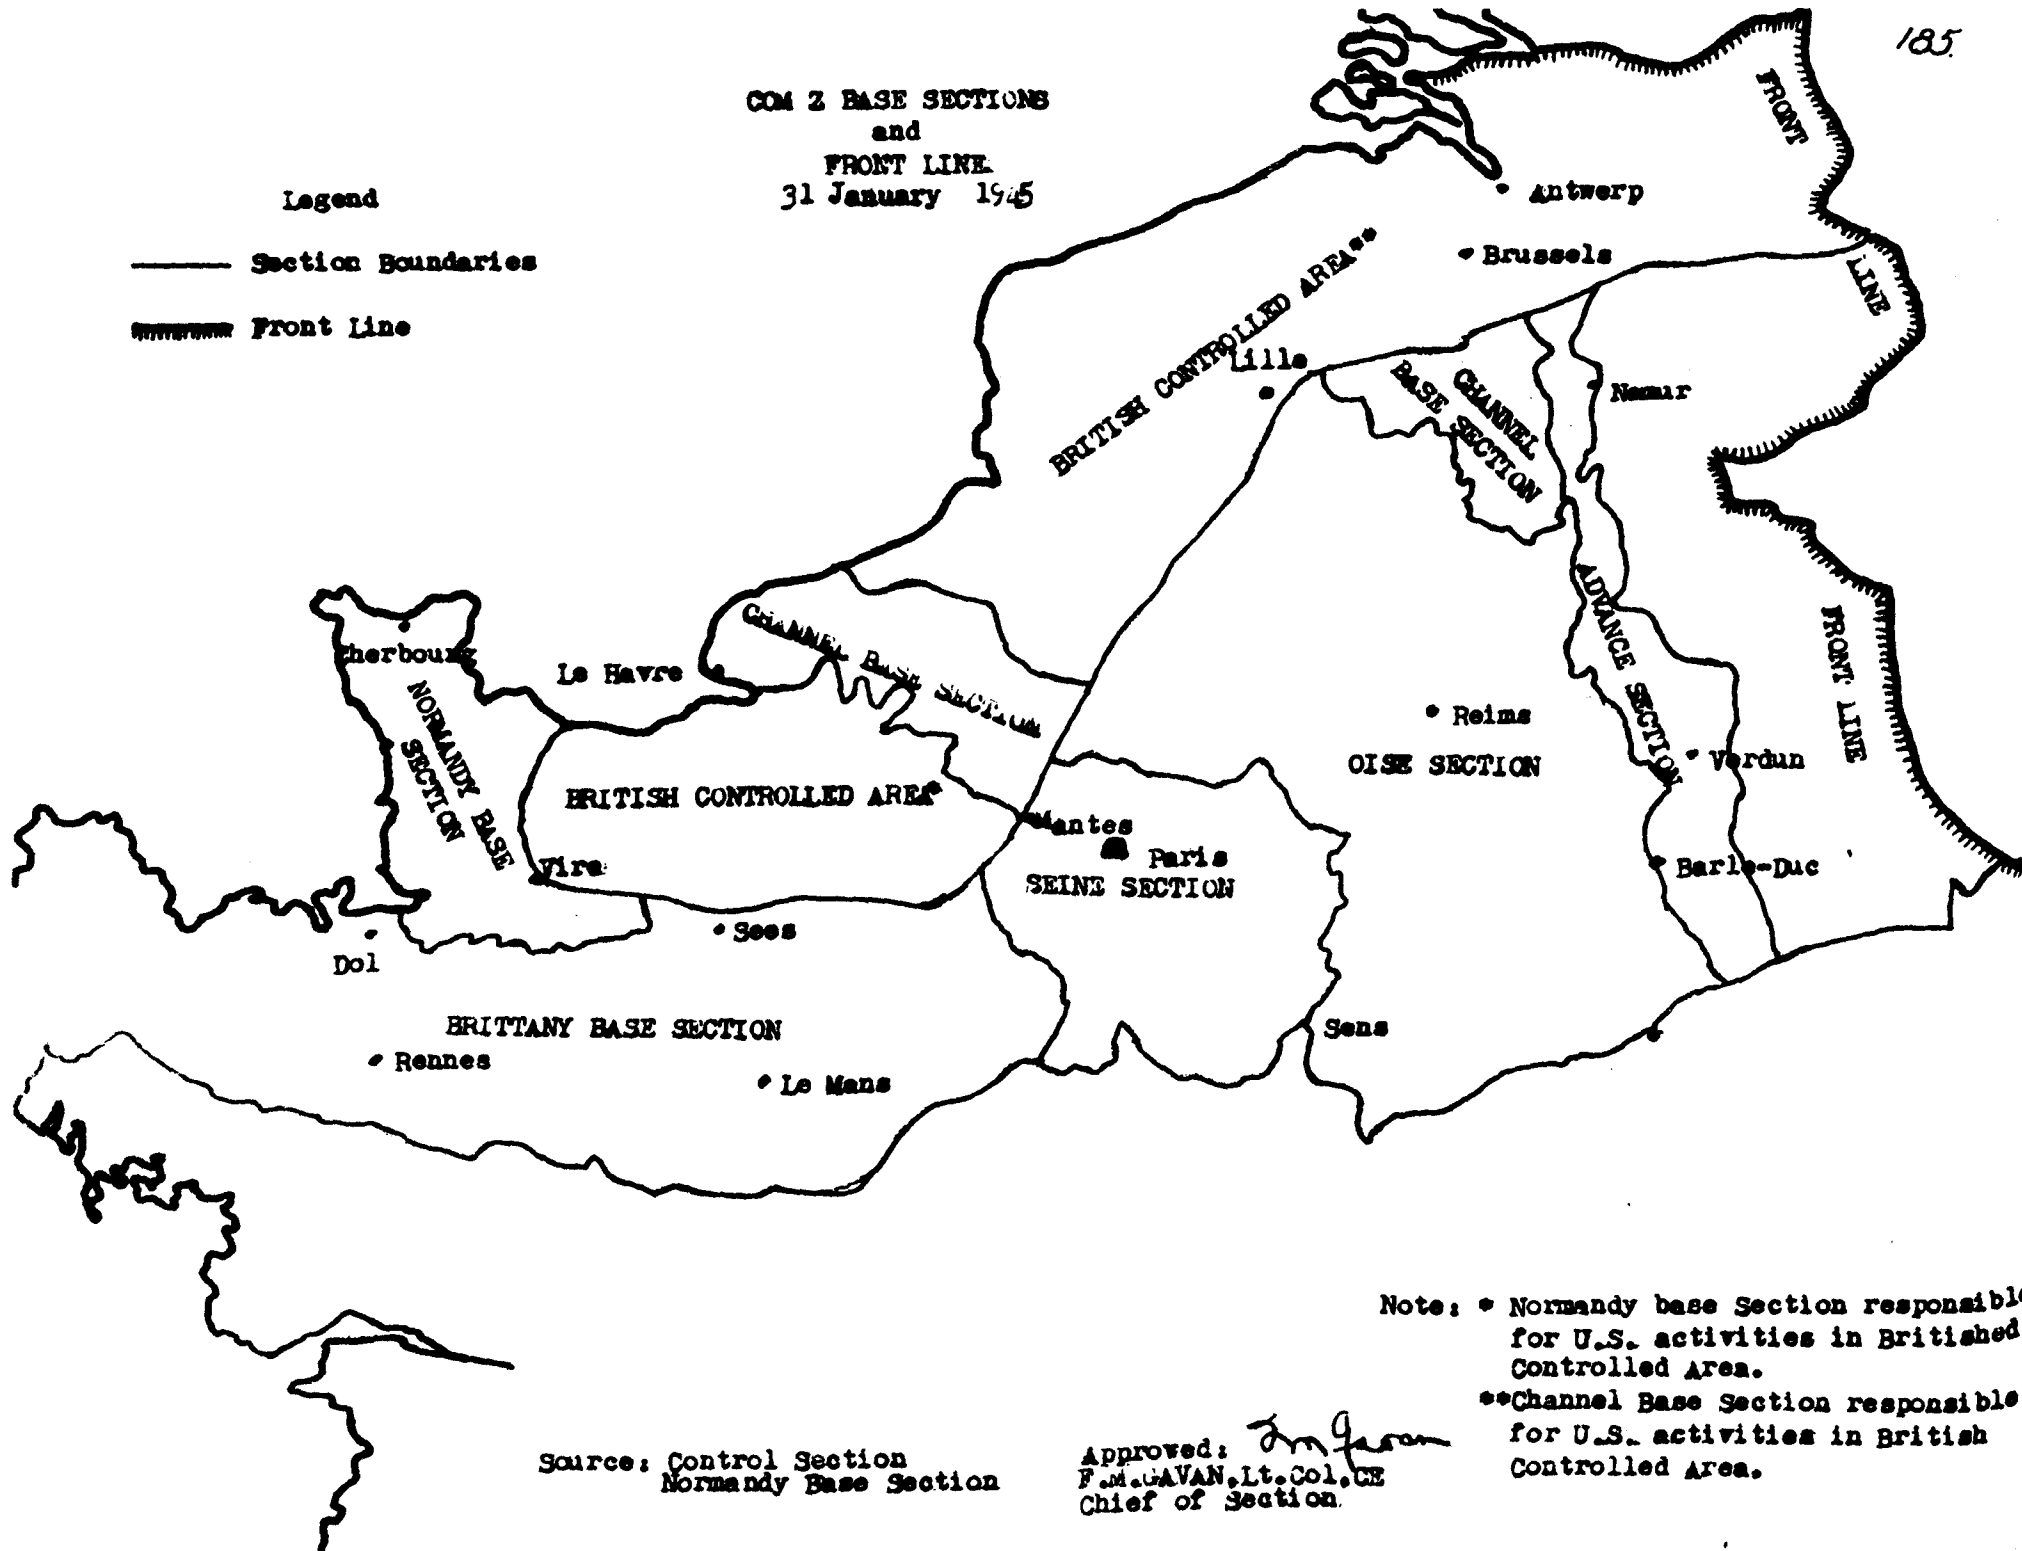 185.
COM Z BASE SECTIONS
and
FRONT LINE
31 January 1945
Legend
Section Boundaries
Front Line
FRONT
LINE
Antwerp
Brussels
BRITISH CONTROLLED AREA**
Lille
CHANNEL
BASE SECTION
Namur
ADVANCE SECTION
FRONT LINE
Cherbourg
Le Havre
CHANNEL BASE SECTION
NORMANDY BASE
SECTION
Reims
OISE SECTION
Verdun
BRITISH CONTROLLED AREA*
Mantes
Paris
SEINE SECTION
Vire
Barle-Duc
Sees
Dol
BRITTANY BASE SECTION
Sens
Rennes
Le Mans
Note: * Normandy base Section responsible
for U.S. activities in Britished
Controlled Area.
**Channel Base Section responsible
for U.S. activities in British
Controlled Area.
Source: Control Section
Normandy Base Section
Approved:
F.M.GAVAN,Lt.Col,CE
Chief of Section.